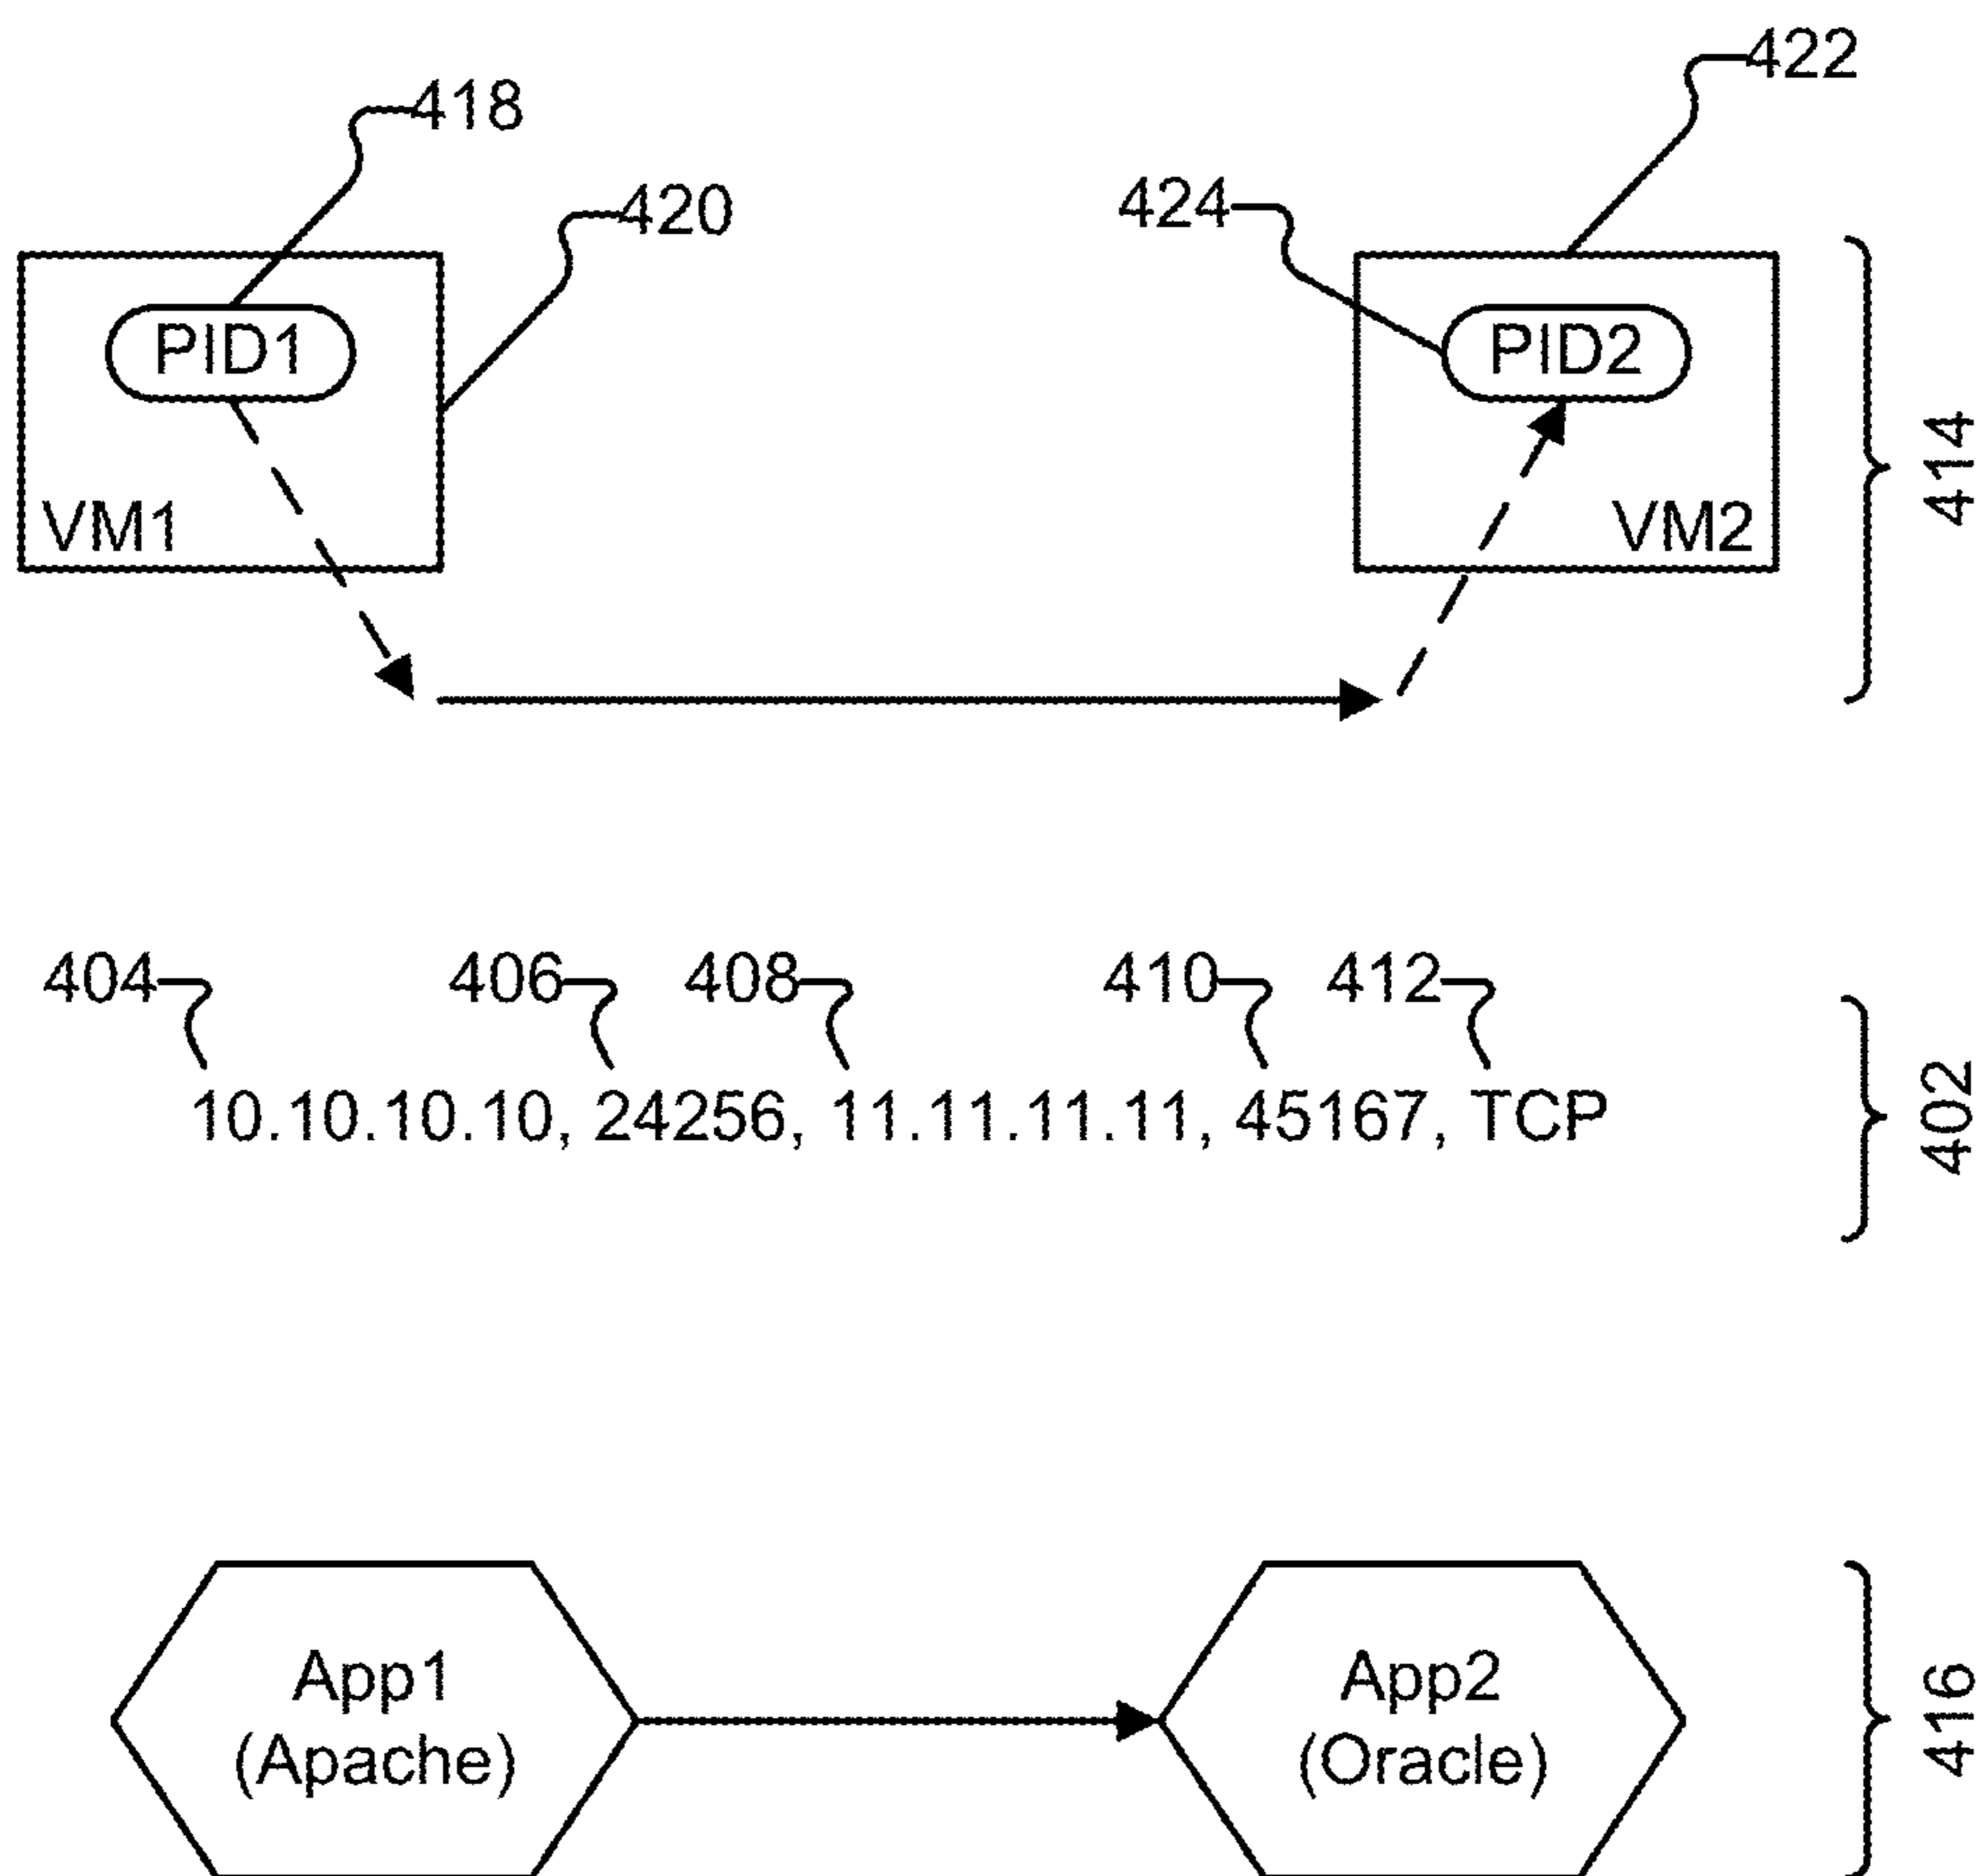 422
418
424
420
PID1
PID2
414
VM1
VM2
404 406 408 410 412
10.10.10.10, 24256, 11.11.11.11, 45167, TCP
402
App1
(Apache)
App2
(Oracle)
416